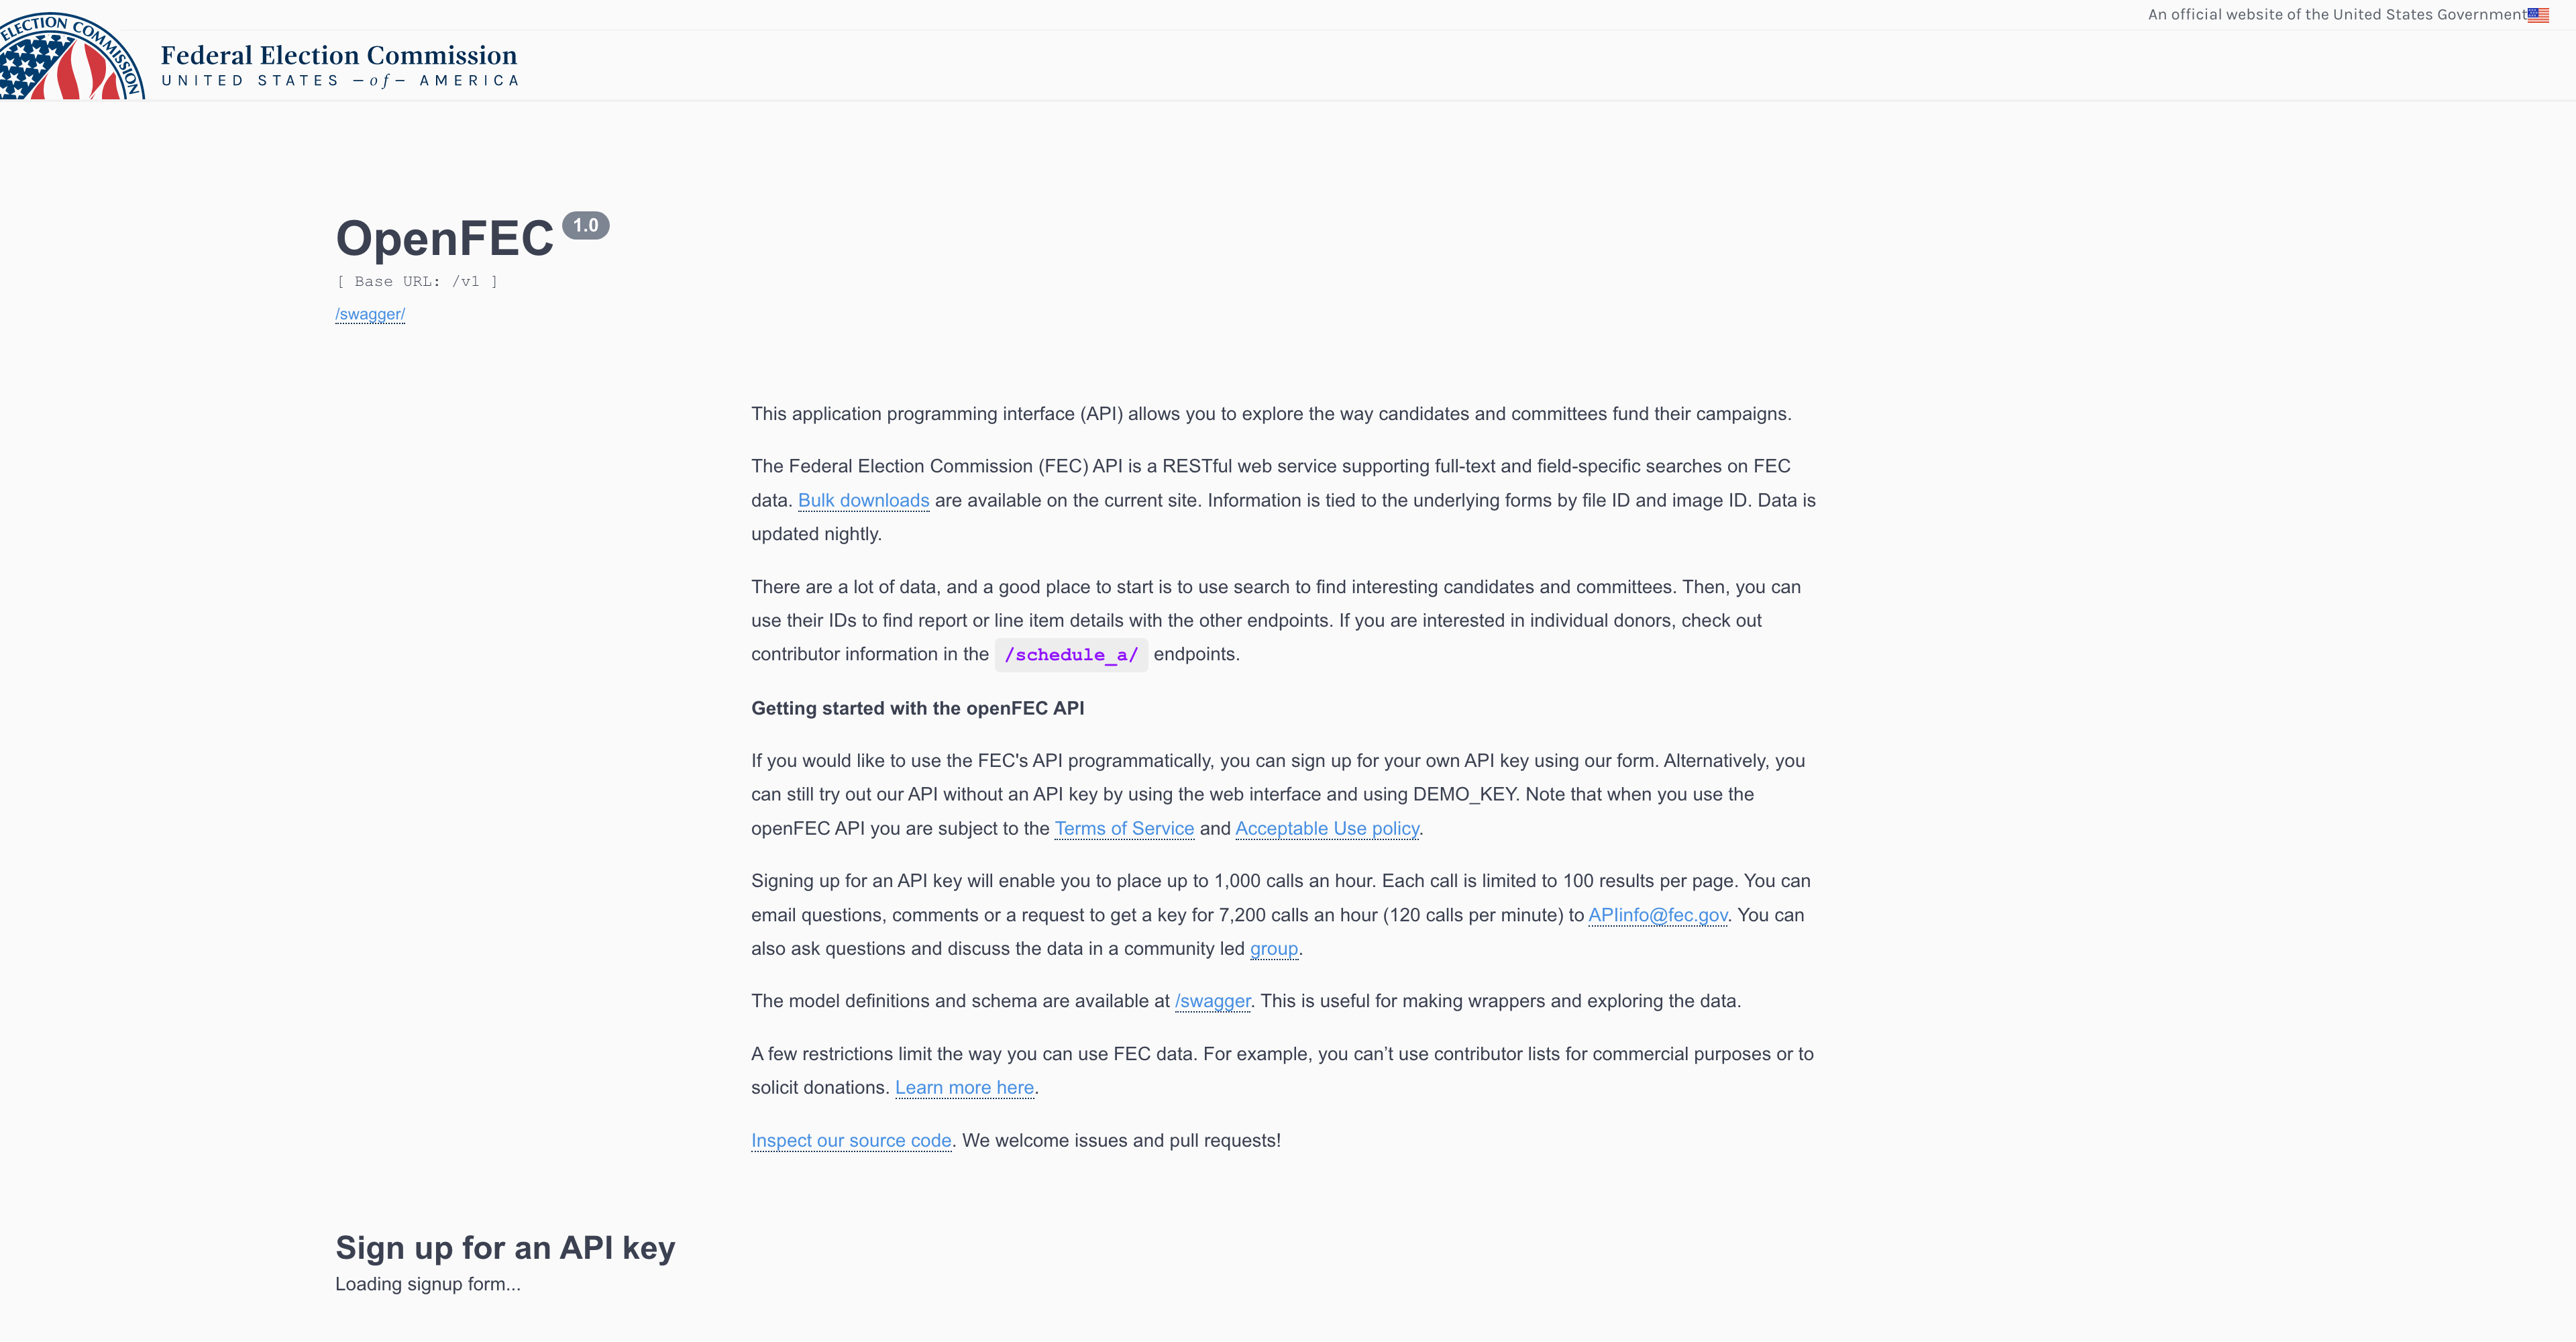 An official website of the United States Government
ELECTION COMMISSION
Federal Election Commission
UNITED STATES —of— AMERICA
OpenFEC 1.0
[ Base URL: /v1 ]
/swagger/
This application programming interface (API) allows you to explore the way candidates and committees fund their campaigns.
The Federal Election Commission (FEC) API is a RESTful web service supporting full-text and field-specific searches on FEC
data. Bulk downloads are available on the current site. Information is tied to the underlying forms by file ID and image ID. Data is
updated nightly.
There are a lot of data, and a good place to start is to use search to find interesting candidates and committees. Then, you can
use their IDs to find report or line item details with the other endpoints. If you are interested in individual donors, check out
contributor information in the /schedule_a/ endpoints.
Getting started with the openFEC API
If you would like to use the FEC's API programmatically, you can sign up for your own API key using our form. Alternatively, you
can still try out our API without an API key by using the web interface and using DEMO_KEY. Note that when you use the
openFEC API you are subject to the Terms of Service and Acceptable Use policy.
Signing up for an API key will enable you to place up to 1,000 calls an hour. Each call is limited to 100 results per page. You can
email questions, comments or a request to get a key for 7,200 calls an hour (120 calls per minute) to APIinfo@fec.gov. You can
also ask questions and discuss the data in a community led group.
The model definitions and schema are available at /swagger. This is useful for making wrappers and exploring the data.
A few restrictions limit the way you can use FEC data. For example, you can’t use contributor lists for commercial purposes or to
solicit donations. Learn more here.
Inspect our source code. We welcome issues and pull requests!
Sign up for an API key
Loading signup form...